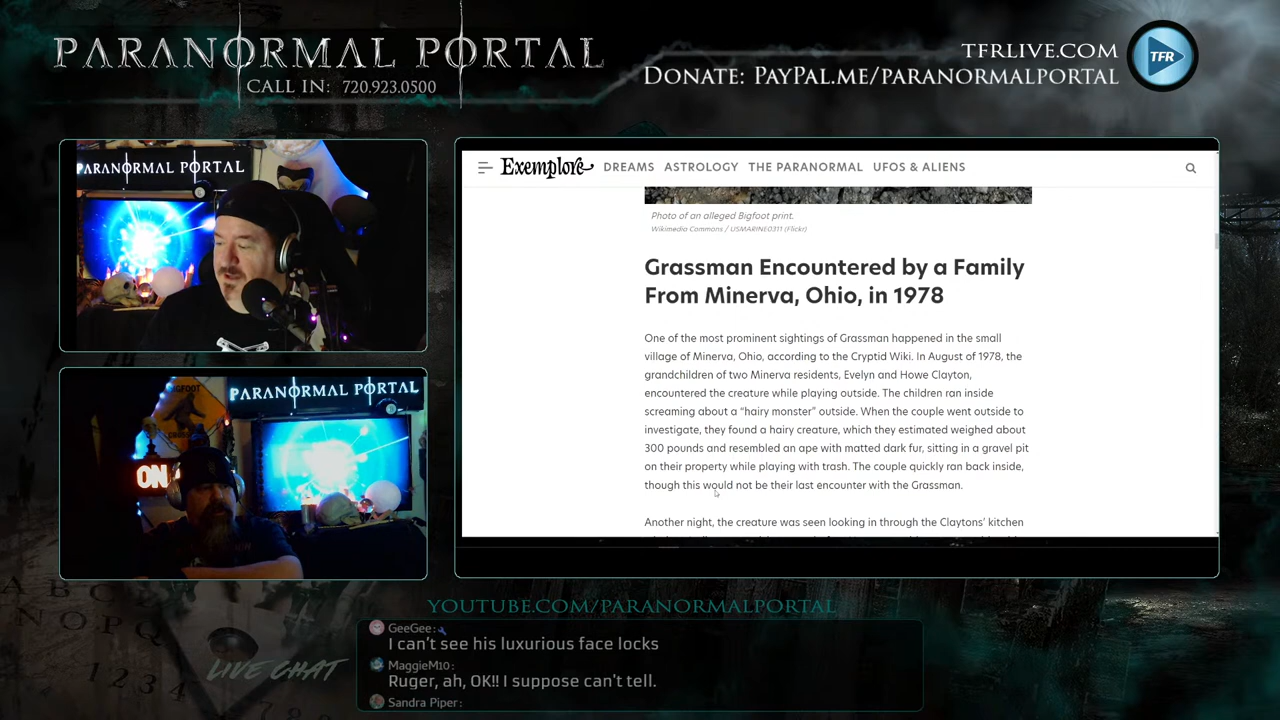 PARANORMAL PORTAL
CALL IN: 720.923.0500
TFRLIVE.COM
DONATE: PAYPAL.ME/PARANORMALPORTAL
TFR
PARANORMAL PORTAL
BIGFOOT
PARANORMAL PORTAL
ON
Exemplore DREAMS ASTROLOGY THE PARANORMAL UFOS & ALIENS
Photo of an alleged Bigfoot print.
Wikimedia Commons / USMARINE0311 (Flickr)
Grassman Encountered by a Family
From Minerva, Ohio, in 1978
One of the most prominent sightings of Grassman happened in the small
village of Minerva, Ohio, according to the Cryptid Wiki. In August of 1978, the
grandchildren of two Minerva residents, Evelyn and Howe Clayton,
encountered the creature while playing outside. The children ran inside
screaming about a “hairy monster” outside. When the couple went outside to
investigate, they found a hairy creature, which they estimated weighed about
300 pounds and resembled an ape with matted dark fur, sitting in a gravel pit
on their property while playing with trash. The couple quickly ran back inside,
though this would not be their last encounter with the Grassman.
Another night, the creature was seen looking in through the Claytons’ kitchen
YOUTUBE.COM/PARANORMALPORTAL
LIVE CHAT
GeeGee:
I can't see his luxurious face locks
MaggieM10:
Ruger, ah, OK!! I suppose can't tell.
Sandra Piper:
A B C
N O P Q
1 2 3 4